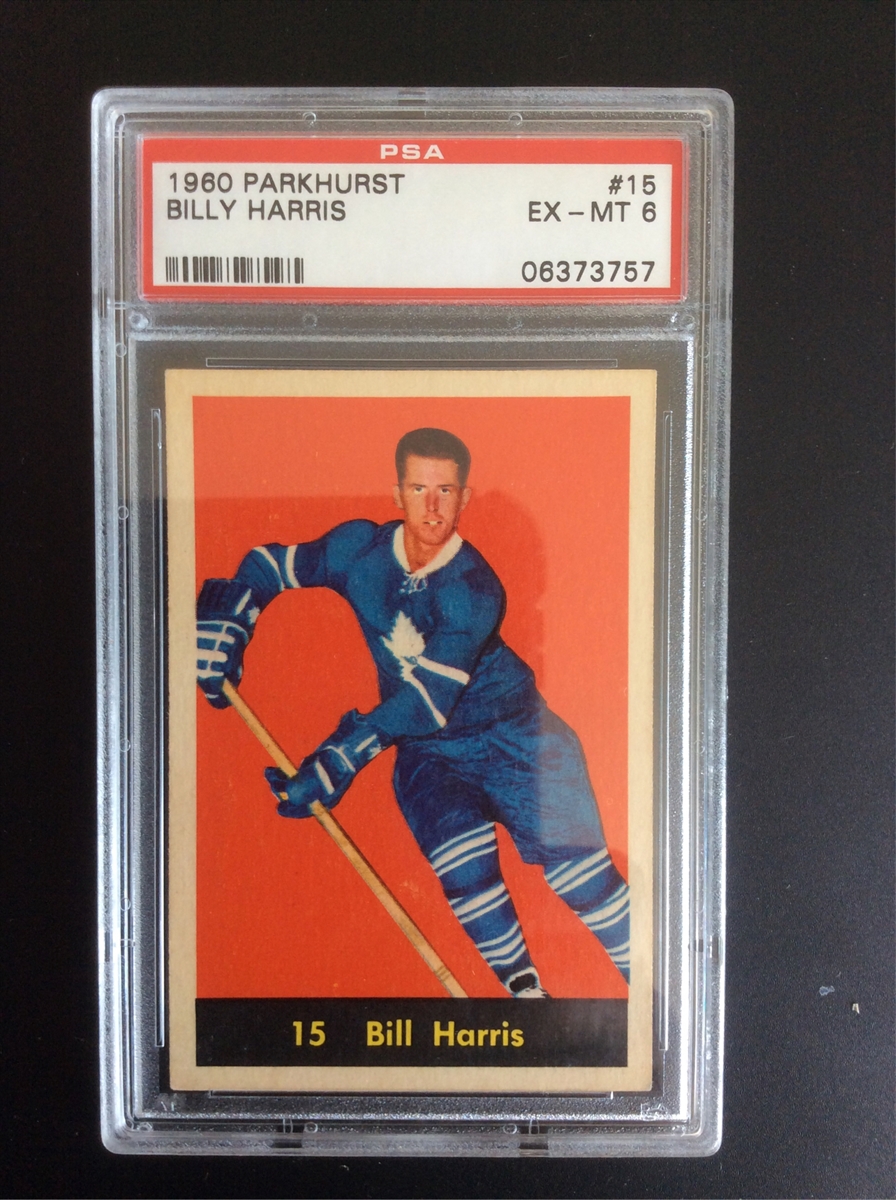 PSA
1960 PARKHURST #15
BILLY HARRIS EX-MT 6
06373757
15 Bill Harris